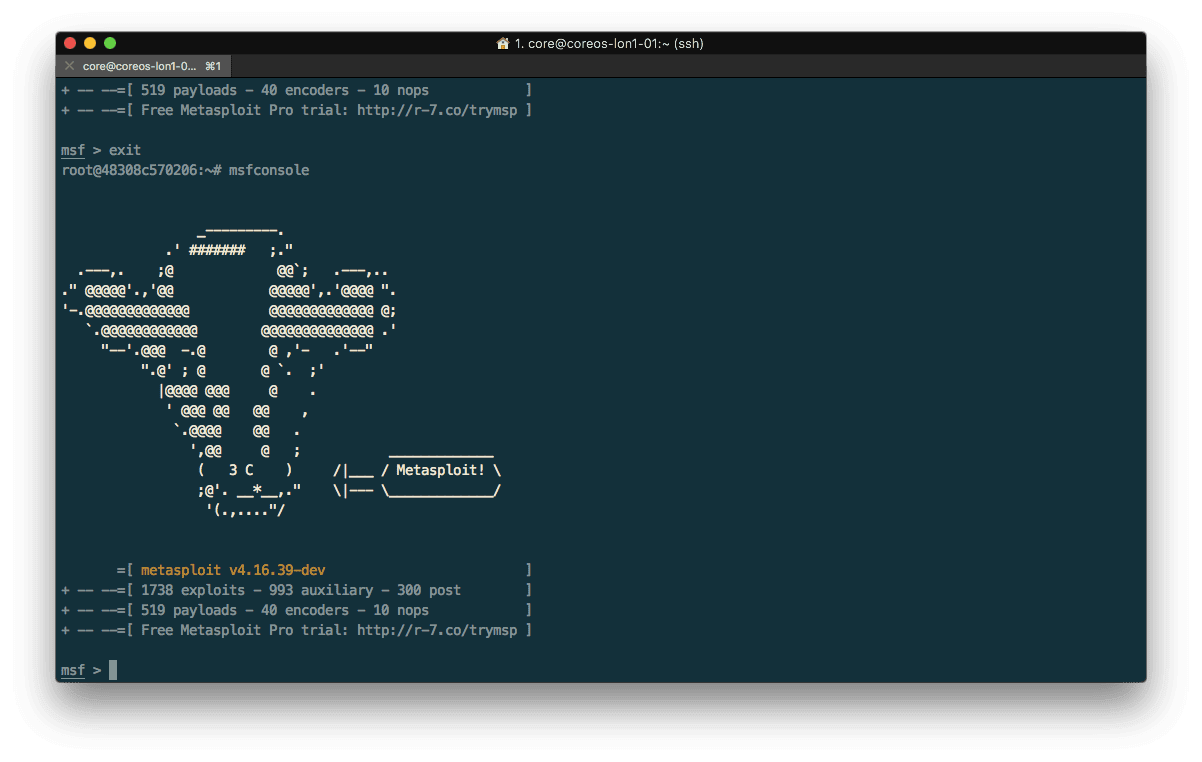 1. core@coreos-lon1-01:~ (ssh)
core@coreos-lon1-0... ⌘1
+ -- --=[ 519 payloads - 40 encoders - 10 nops            ]
+ -- --=[ Free Metasploit Pro trial: http://r-7.co/trymsp ]
msf > exit
root@48308c570206:~# msfconsole
                 _---------.
             .' #######   ;."
  .---,.    ;@             @@`;   .---,..
." @@@@@'.,'@@            @@@@@',.'@@@@ ".
'-.@@@@@@@@@@@@@          @@@@@@@@@@@@@ @;
   `.@@@@@@@@@@@@        @@@@@@@@@@@@@@ .'
     "--'.@@@  -.@        @ ,'-   .'--"
          ".@' ; @       @ `.  ;'
            |@@@@ @@@     @    .
             ' @@@ @@   @@    ,
              `.@@@@    @@   .
                ',@@     @   ;           _____________
                 (   3 C    )     /|___ / Metasploit! \
                 ;@'. __*__,."    \|--- \_____________/
                  '(.,...."/
       =[ metasploit v4.16.39-dev                         ]
+ -- --=[ 1738 exploits - 993 auxiliary - 300 post        ]
+ -- --=[ 519 payloads - 40 encoders - 10 nops            ]
+ -- --=[ Free Metasploit Pro trial: http://r-7.co/trymsp ]
msf >